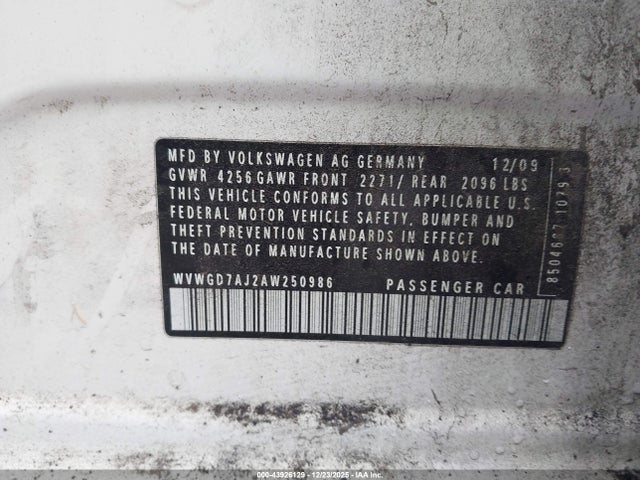 MFD BY VOLKSWAGEN AG GERMANY 12/09
GVWR 4256 GAWR FRONT 2271/ REAR 2096 LBS
THIS VEHICLE CONFORMS TO ALL APPLICABLE U.S.
FEDERAL MOTOR VEHICLE SAFETY, BUMPER AND
THEFT PREVENTION STANDARDS IN EFFECT ON
THE DATE OF MANUFACTURE SHOWN ABOVE.
WVWGD7AJ2AW250986 PASSENGER CAR
000-43926129 - 12/23/2025 - IAA Inc.